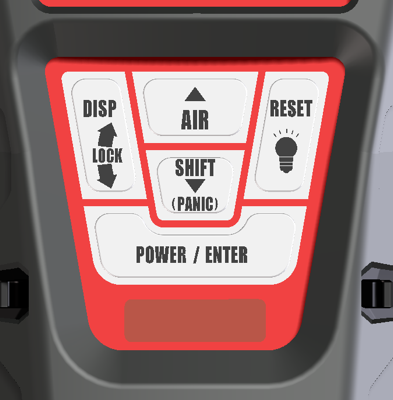 DISP
LOCK
AIR
SHIFT
(PANIC)
RESET
POWER / ENTER